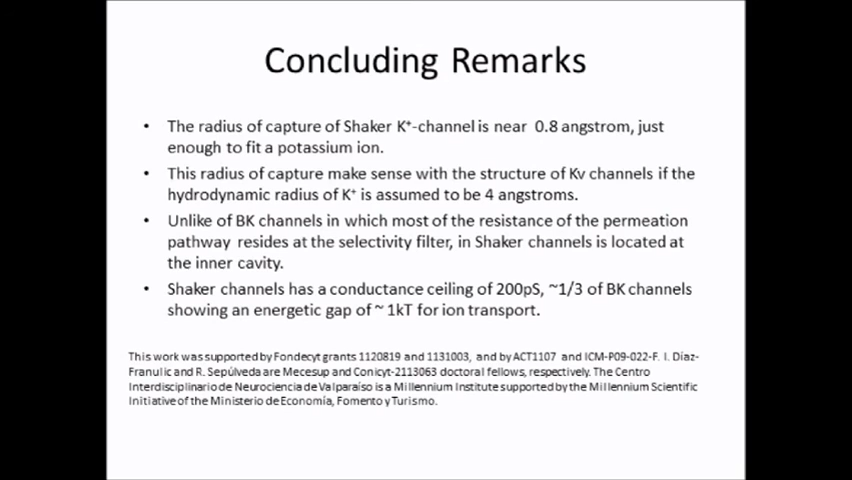 Concluding Remarks
• The radius of capture of Shaker K⁺-channel is near 0.8 angstrom, just
enough to fit a potassium ion.
• This radius of capture make sense with the structure of Kv channels if the
hydrodynamic radius of K⁺ is assumed to be 4 angstroms.
• Unlike of BK channels in which most of the resistance of the permeation
pathway resides at the selectivity filter, in Shaker channels is located at
the inner cavity.
• Shaker channels has a conductance ceiling of 200pS, ~1/3 of BK channels
showing an energetic gap of ~ 1kT for ion transport.
This work was supported by Fondecyt grants 1120819 and 1131003, and by ACT1107 and ICM-P09-022-F. I. Díaz-
Franulic and R. Sepúlveda are Mecesup and Conicyt-2113063 doctoral fellows, respectively. The Centro
Interdisciplinario de Neurociencia de Valparaíso is a Millennium Institute supported by the Millennium Scientific
Initiative of the Ministerio de Economía, Fomento y Turismo.